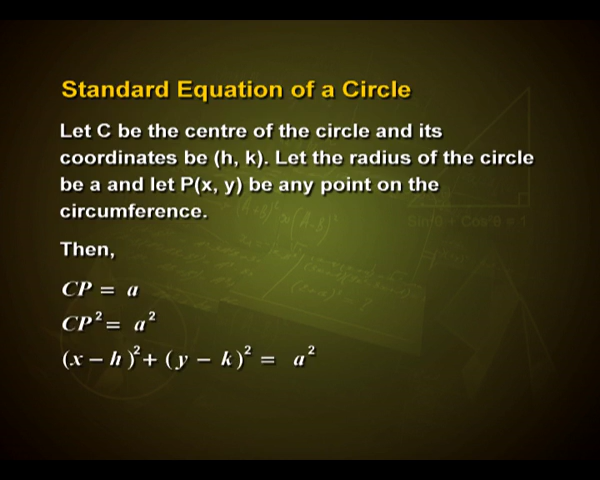 Standard Equation of a Circle
Let C be the centre of the circle and its
coordinates be (h, k). Let the radius of the circle
be a and let P(x, y) be any point on the
circumference.
Then,
CP = a
CP² = a²
(x – h)² + (y – k)² = a²